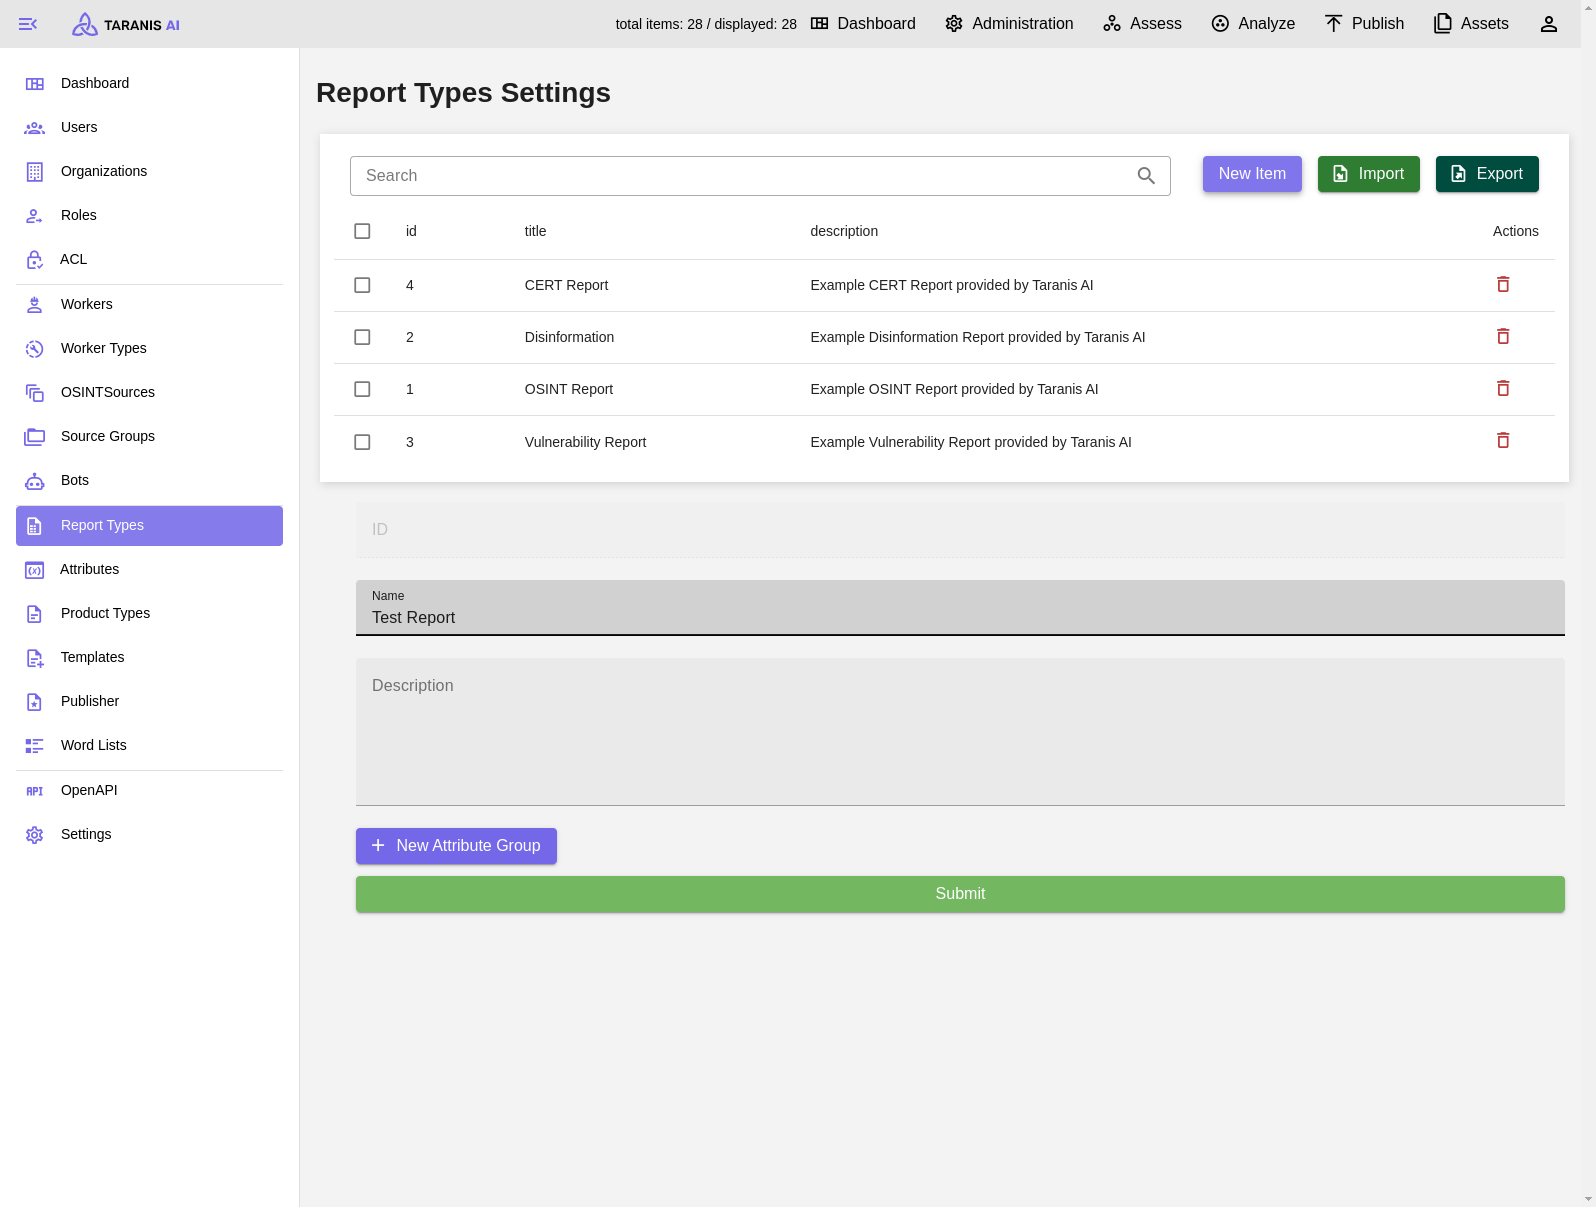 TARANIS AI
total items: 28 / displayed: 28
Dashboard
Administration
Assess
Analyze
Publish
Assets
Dashboard
Users
Organizations
Roles
ACL
Workers
Worker Types
OSINTSources
Source Groups
Bots
Report Types
Attributes
Product Types
Templates
Publisher
Word Lists
API
OpenAPI
Settings
Report Types Settings
Search
New Item
Import
Export
id title description Actions
4 CERT Report Example CERT Report provided by Taranis AI
2 Disinformation Example Disinformation Report provided by Taranis AI
1 OSINT Report Example OSINT Report provided by Taranis AI
3 Vulnerability Report Example Vulnerability Report provided by Taranis AI
ID
Name
Test Report
Description
New Attribute Group
Submit